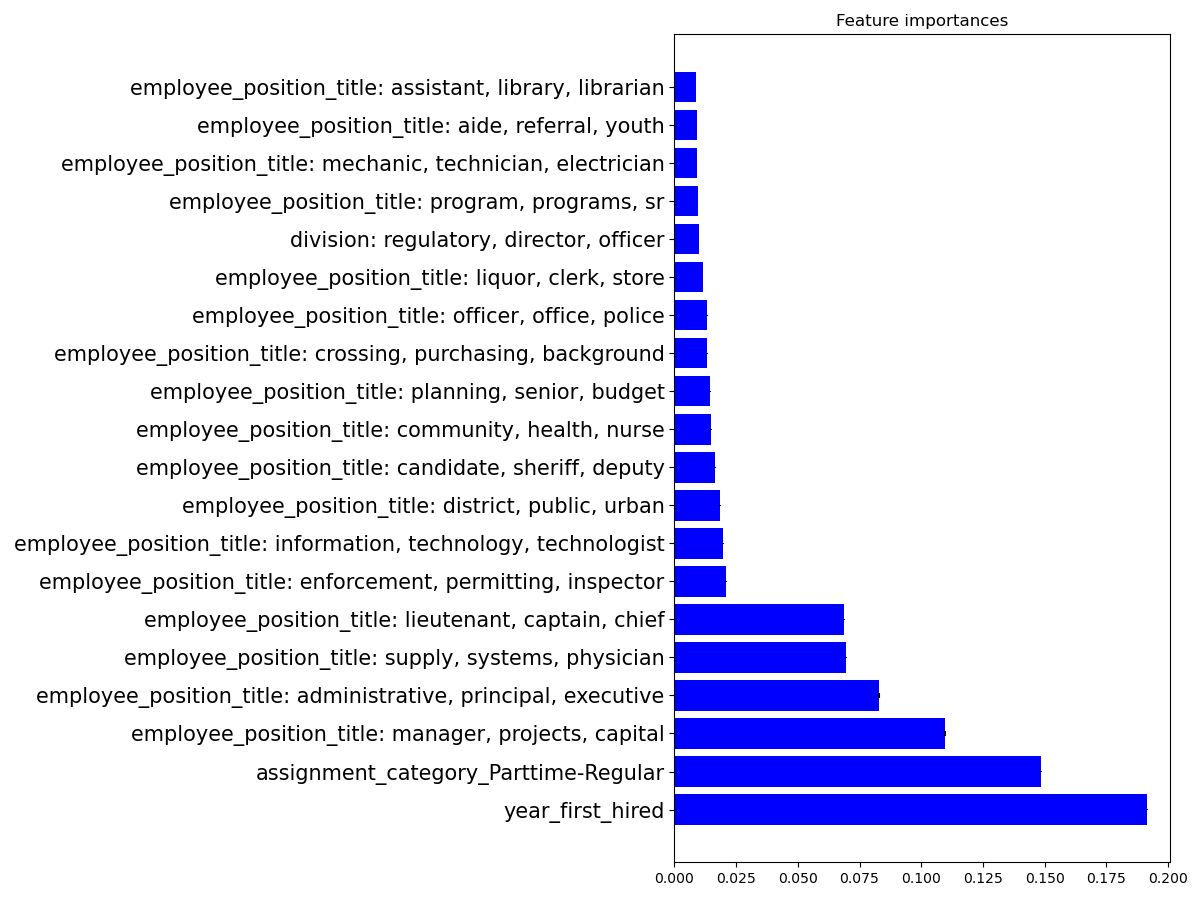 Feature importances
employee_position_title: assistant, library, librarian
employee_position_title: aide, referral, youth
employee_position_title: mechanic, technician, electrician
employee_position_title: program, programs, sr
division: regulatory, director, officer
employee_position_title: liquor, clerk, store
employee_position_title: officer, office, police
employee_position_title: crossing, purchasing, background
employee_position_title: planning, senior, budget
employee_position_title: community, health, nurse
employee_position_title: candidate, sheriff, deputy
employee_position_title: district, public, urban
employee_position_title: information, technology, technologist
employee_position_title: enforcement, permitting, inspector
employee_position_title: lieutenant, captain, chief
employee_position_title: supply, systems, physician
employee_position_title: administrative, principal, executive
employee_position_title: manager, projects, capital
assignment_category_Parttime-Regular
year_first_hired
0.000 0.025 0.050 0.075 0.100 0.125 0.150 0.175 0.200